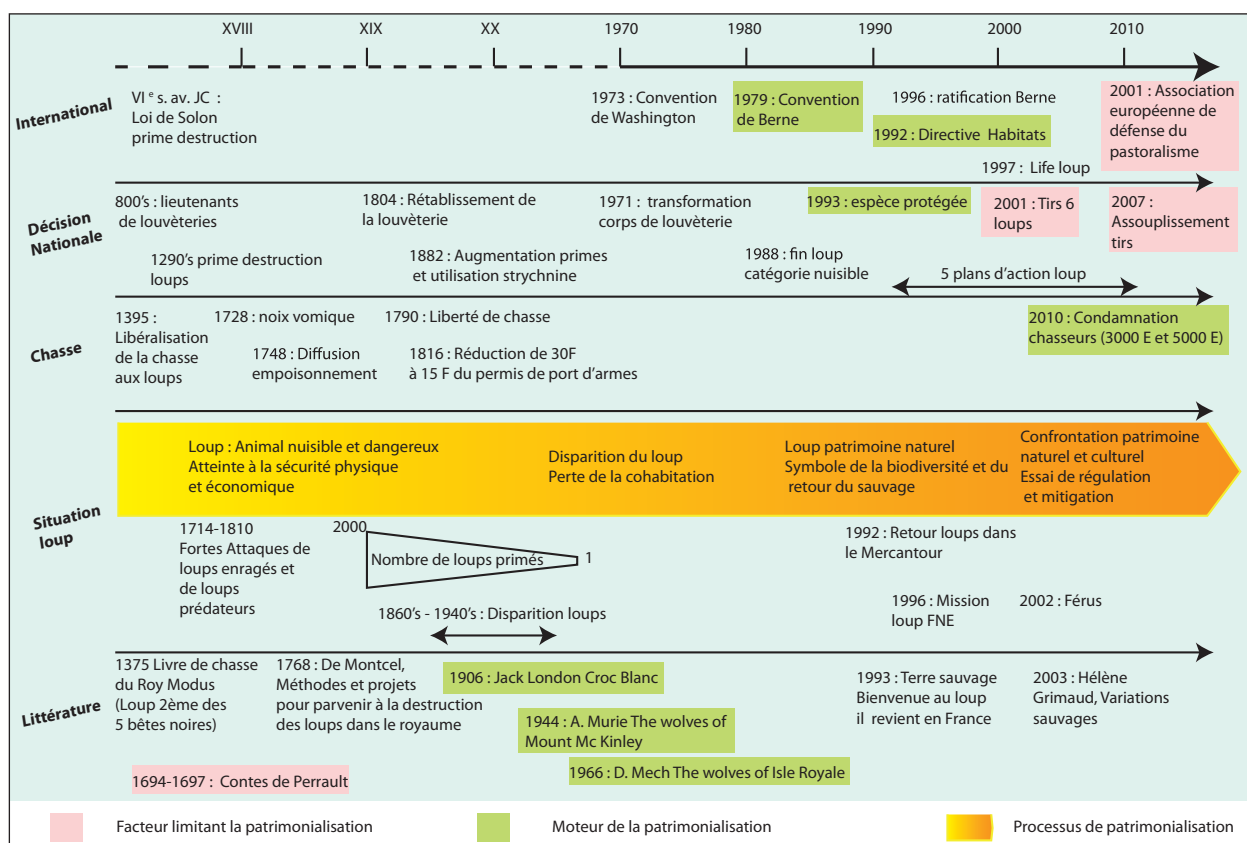 XVIII XIX XX 1970 1980 1990 2000 2010
International
VIe s. av. JC :
Loi de Solon
prime destruction
1973 : Convention
de Washington
1979 : Convention
de Berne
1996 : ratification Berne
1992 : Directive Habitats
1997 : Life loup
2001 : Association
européenne de
défense du
pastoralisme
Décision
Nationale
800's : lieutenants
de louvèteries
1290's prime destruction
loups
1804 : Rétablissement de
la louvèterie
1882 : Augmentation primes
et utilisation strychnine
1971 : transformation
corps de louvèterie
1988 : fin loup
catégorie nuisible
1993 : espèce protégée
2001 : Tirs 6
loups
2007 :
Assouplissement
tirs
5 plans d'action loup
Chasse
1395 :
Libéralisation
de la chasse
aux loups
1728 : noix vomique
1748 : Diffusion
empoisonnement
1790 : Liberté de chasse
1816 : Réduction de 30F
à 15 F du permis de port d'armes
2010 : Condamnation
chasseurs (3000 E et 5000 E)
Situation
loup
Loup : Animal nuisible et dangereux
Atteinte à la sécurité physique
et économique
Disparition du loup
Perte de la cohabitation
Loup patrimoine naturel
Symbole de la biodiversité et du
retour du sauvage
Confrontation patrimoine
naturel et culturel
Essai de régulation
et mitigation
1714-1810
Fortes Attaques de
loups enragés et
de loups
prédateurs
2000
Nombre de loups primés
1
1860's - 1940's : Disparition loups
1992 : Retour loups dans
le Mercantour
1996 : Mission
loup FNE
2002 : Férus
Littérature
1375 Livre de chasse
du Roy Modus
(Loup 2ème des
5 bêtes noires)
1694-1697 : Contes de Perrault
1768 : De Montcel,
Méthodes et projets
pour parvenir à la destruction
des loups dans le royaume
1906 : Jack London Croc Blanc
1944 : A. Murie The wolves of
Mount Mc Kinley
1966 : D. Mech The wolves of Isle Royale
1993 : Terre sauvage
Bienvenue au loup
il revient en France
2003 : Hélène
Grimaud, Variations
sauvages
Facteur limitant la patrimonialisation
Moteur de la patrimonialisation
Processus de patrimonialisation